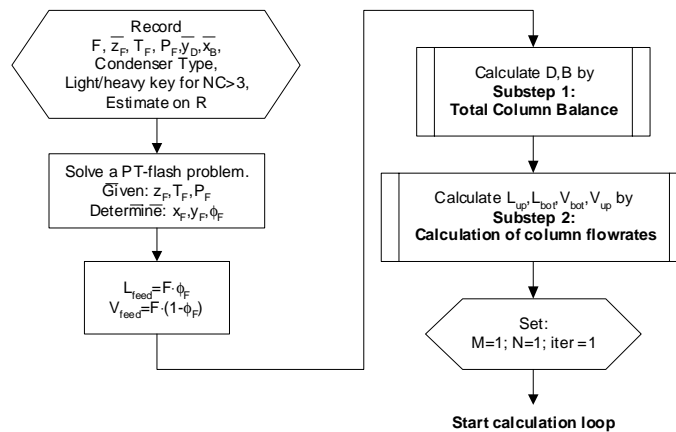 Record
F, z̅_F, T_F, P_F, y̅_D, x̅_B,
Condenser Type,
Light/heavy key for NC>3,
Estimate on R
Solve a PT-flash problem.
Given: z_F,T_F,P_F
Determine: x_F,y_F,ϕ_F
L_feed=F·ϕ_F
V_feed=F·(1-ϕ_F)
Calculate D,B by
Substep 1:
Total Column Balance
Calculate L_up,L_bot,V_bot,V_up by
Substep 2:
Calculation of column flowrates
Set:
M=1; N=1; iter =1
Start calculation loop